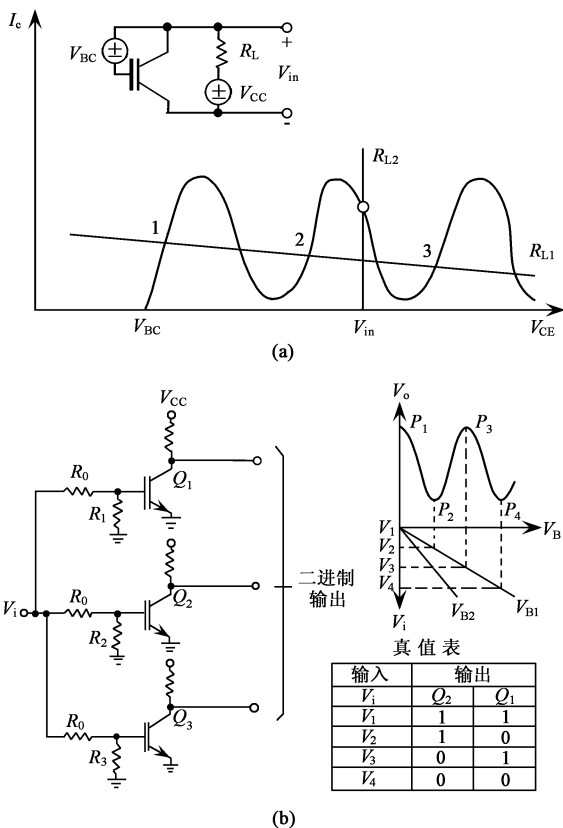 I_c
V_BC
R_L
V_CC
+
V_in
-
R_L2
1
2
3
R_L1
V_BC
V_in
V_CE
(a)
V_CC
R_0
R_1
Q_1
V_i
R_0
R_2
Q_2
R_0
R_3
Q_3
二进制
输出
V_o
P_1
P_3
P_2
P_4
V_1
V_B
V_2
V_3
V_4
V_i
V_B2
V_B1
真值表
输入 输出
V_i Q_2 Q_1
V_1 1 1
V_2 1 0
V_3 0 1
V_4 0 0
(b)